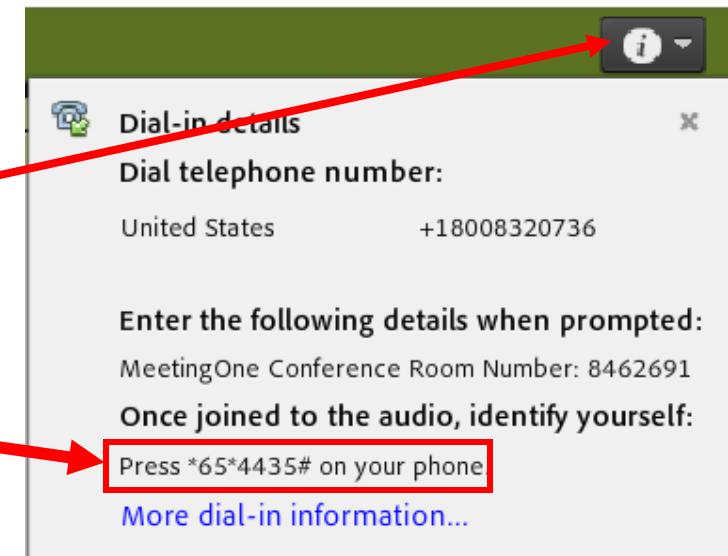 i
Dial-in details
Dial telephone number:
United States +18008320736
Enter the following details when prompted:
MeetingOne Conference Room Number: 8462691
Once joined to the audio, identify yourself:
Press *65*4435# on your phone.
More dial-in information...